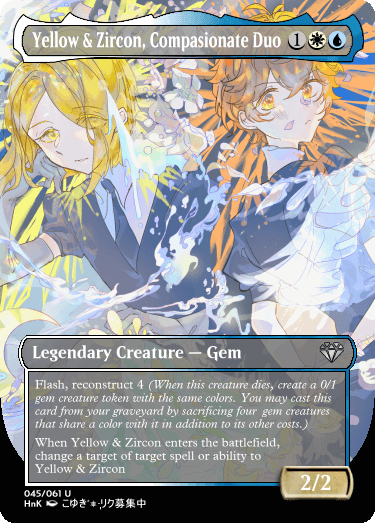 Yellow & Zircon, Compasionate Duo 1
Legendary Creature — Gem
Flash, reconstruct 4 (When this creature dies, create a 0/1
gem creature token with the same colors. You may cast
this card from your graveyard by sacrificing four gem creatures
that share a color with it in addition to its other costs.)
When Yellow & Zircon enters the battlefield,
change a target of target spell or ability to
Yellow & Zircon
2/2
045/061 U
HnK こゆき*❄リク募集中